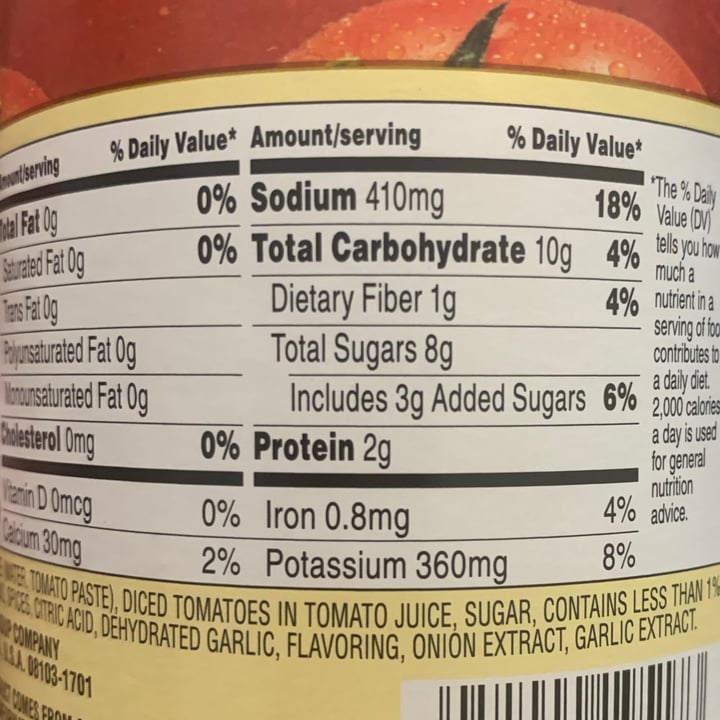 % Daily Value*
Amount/serving % Daily Value*
Total Fat 0g 0%
Saturated Fat 0g 0%
Trans Fat 0g
Polyunsaturated Fat 0g
Monounsaturated Fat 0g
Cholesterol 0mg 0%
Vitamin D 0mcg 0%
Calcium 30mg 2%
Sodium 410mg 18%
Total Carbohydrate 10g 4%
Dietary Fiber 1g 4%
Total Sugars 8g
Includes 3g Added Sugars 6%
Protein 2g
Iron 0.8mg 4%
Potassium 360mg 8%
*The % Daily
Value (DV)
tells you how
much a
nutrient in a
serving of foo
contributes to
a daily diet.
2,000 calories
a day is used
for general
nutrition
advice.
TOMATO PASTE), DICED TOMATOES IN TOMATO JUICE, SUGAR, CONTAINS LESS THAN 1%
SPICES, CITRIC ACID, DEHYDRATED GARLIC, FLAVORING, ONION EXTRACT, GARLIC EXTRACT.
COMPANY
U.S.A. 08103-1701
COMES FROM